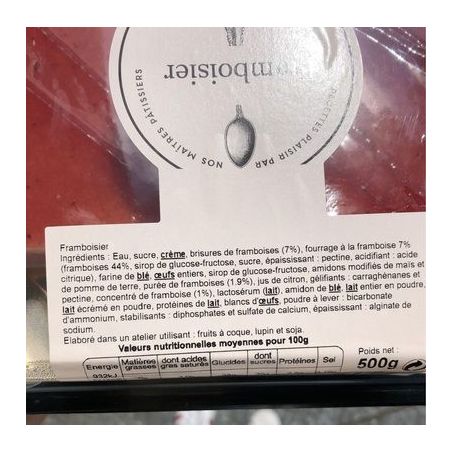 Framboisier
RECETTES PLAISIR PAR NOS MAÎTRES PATISSIERS
Framboisier
Ingrédients : Eau, sucre, crème, brisures de framboises (7%), fourrage à la framboise 7%
(framboises 44%, sirop de glucose-fructose, sucre, épaississant : pectine, acidifiant : acide
citrique), farine de blé, œufs entiers, sirop de glucose-fructose, amidons modifiés de maïs et
de pomme de terre, purée de framboises (1.9%), jus de citron, gélifiants : carraghénanes et
pectine, concentré de framboise (1%), lactosérum (lait), amidon de blé, lait entier en poudre,
lait écrémé en poudre, protéines de lait, blancs d'œufs, poudre à lever : bicarbonate
d'ammonium, stabilisants : diphosphates et sulfate de calcium, épaississant : alginate de
sodium.
Elaboré dans un atelier utilisant : fruits à coque, lupin et soja.
Valeurs nutritionnelles moyennes pour 100g
Energie Matières grasses dont acides gras saturés Glucides dont sucres Protéines Sel
932kJ
Poids net :
500g